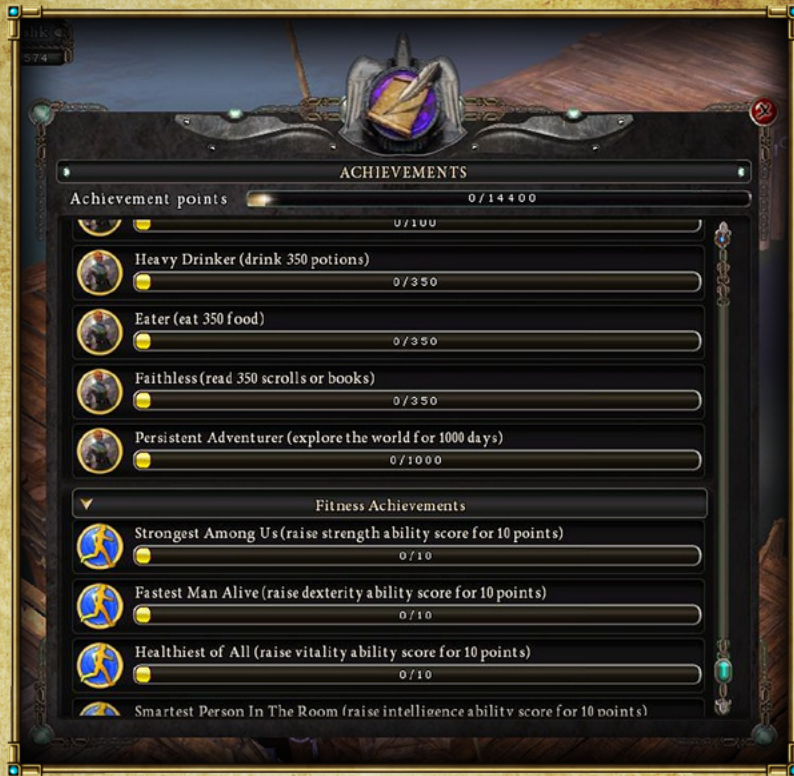 574
ACHIEVEMENTS
Achievement points 0/14400
0/100
Heavy Drinker (drink 350 potions)
0/350
Eater (eat 350 food)
0/350
Faithless (read 350 scrolls or books)
0/350
Persistent Adventurer (explore the world for 1000 days)
0/1000
Fitness Achievements
Strongest Among Us (raise strength ability score for 10 points)
0/10
Fastest Man Alive (raise dexterity ability score for 10 points)
0/10
Healthiest of All (raise vitality ability score for 10 points)
0/10
Smartest Person In The Room (raise intelligence ability score for 10 points)